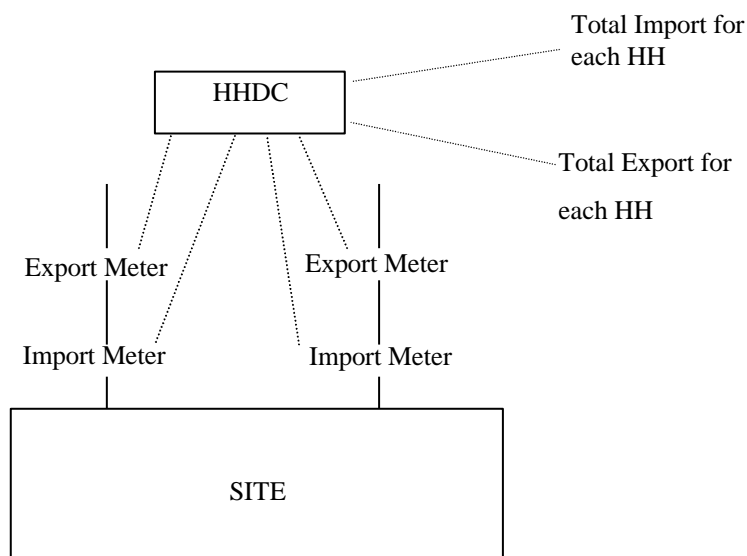 Total Import for
each HH
HHDC
Total Export for
each HH
Export Meter
Export Meter
Import Meter
Import Meter
SITE